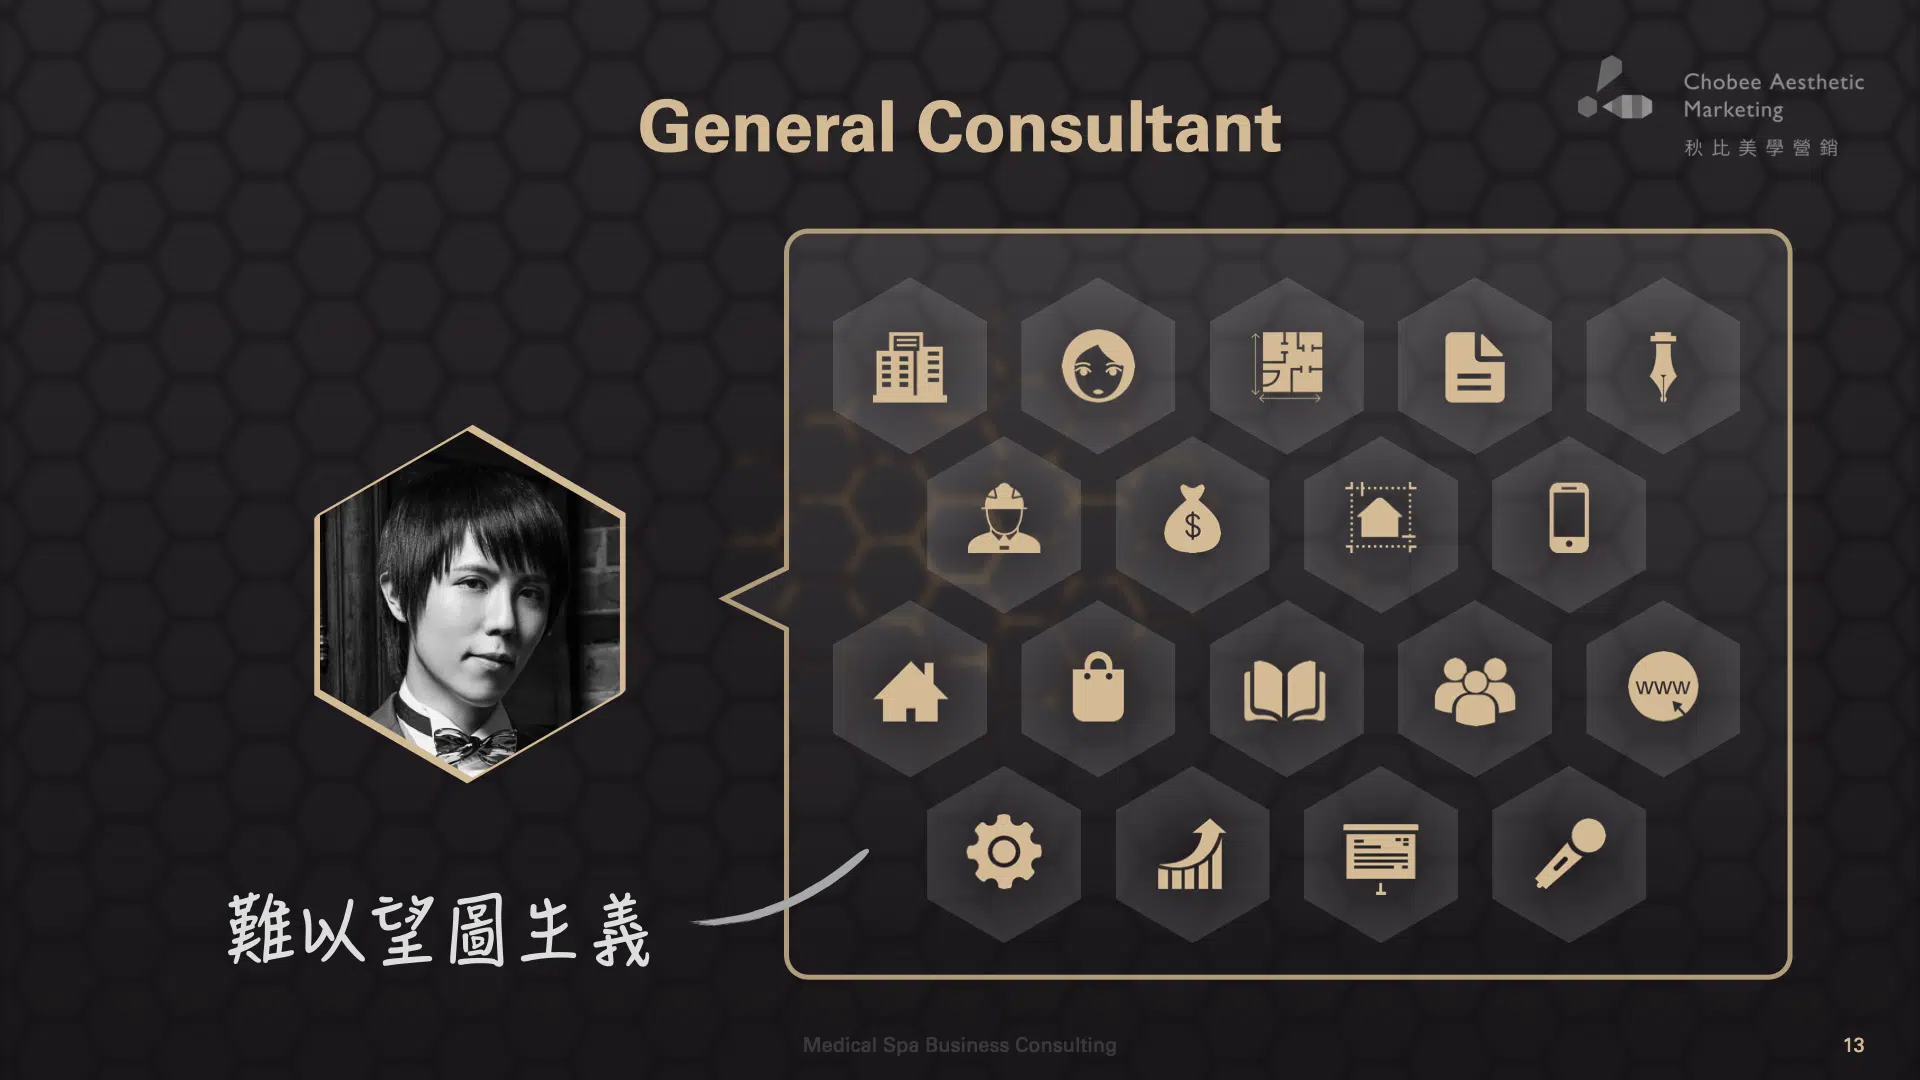 General Consultant
Chobee Aesthetic
Marketing
秋比美學營銷
$
WWW
難以望圖生義
Medical Spa Business Consulting
13